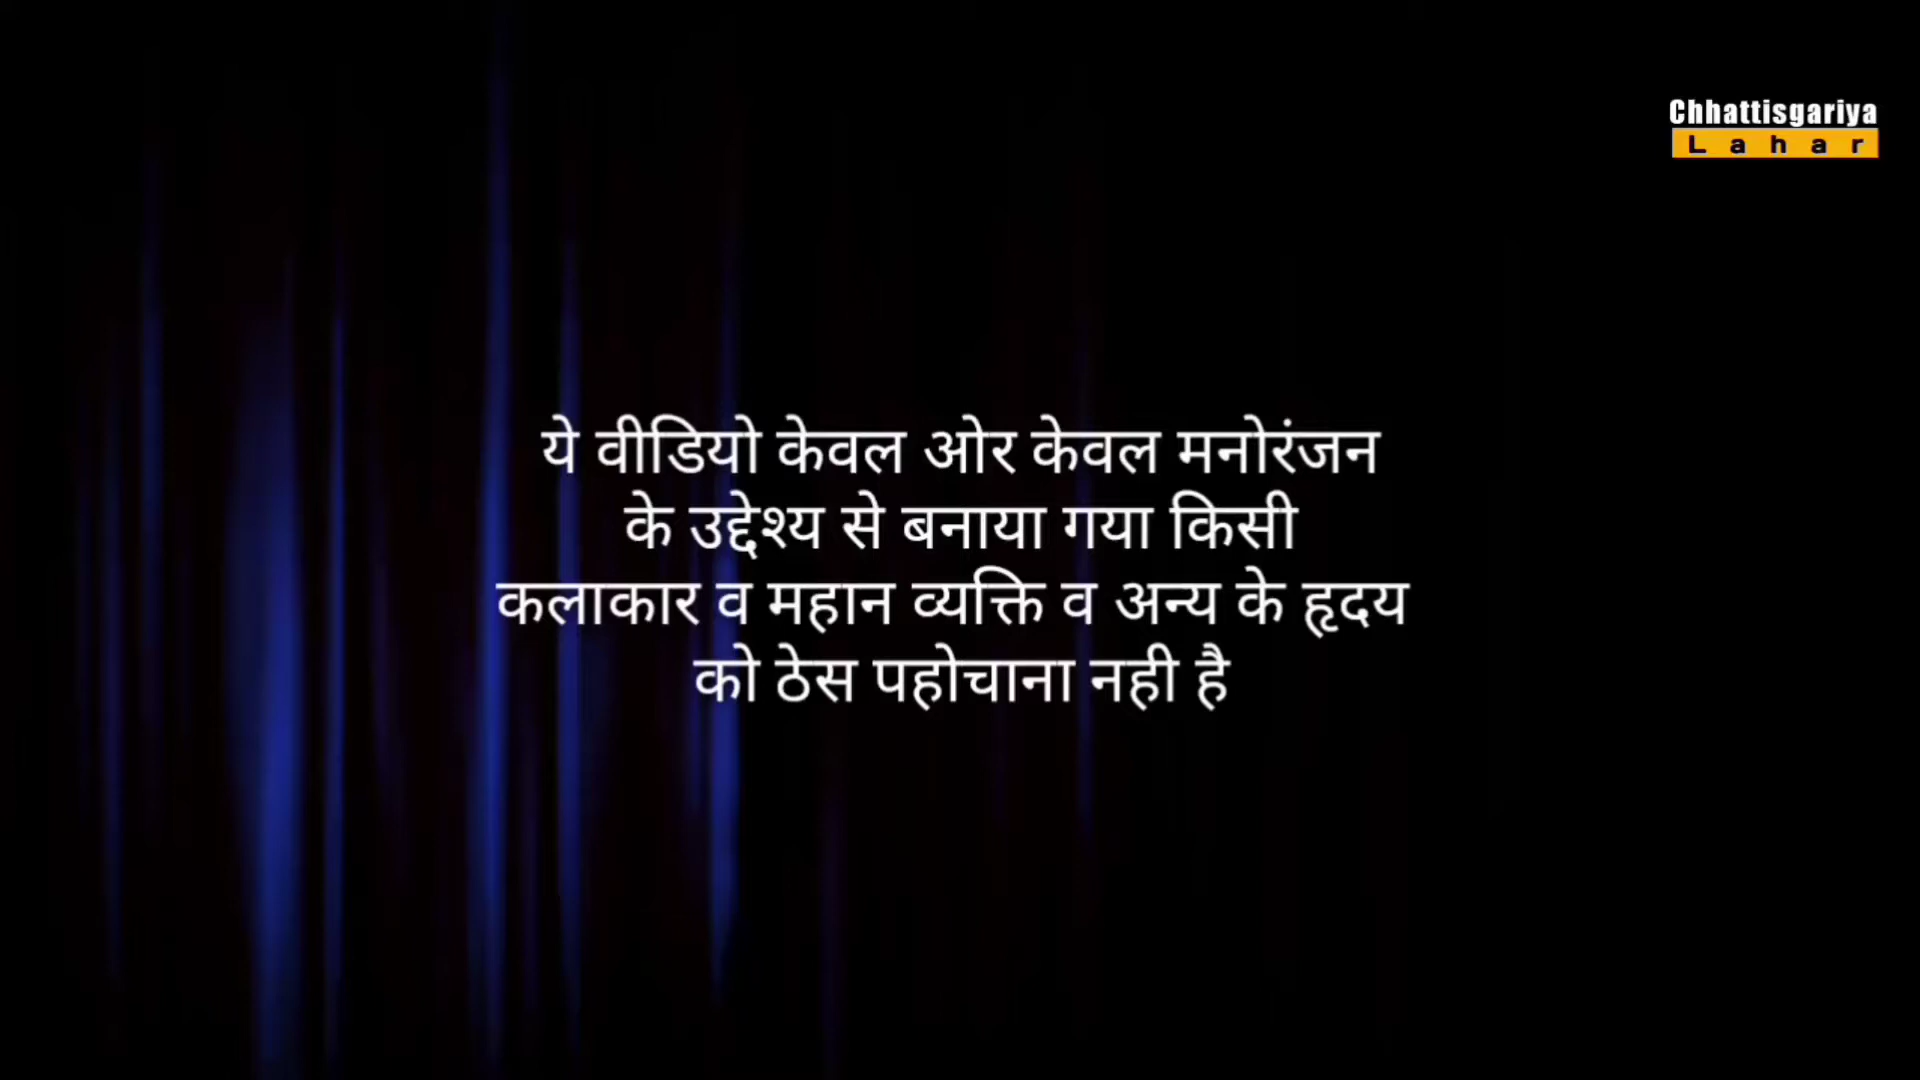 Chhattisgariya
Lahar
ये वीडियो केवल ओर केवल मनोरंजन
के उद्देश्य से बनाया गया किसी
कलाकार व महान व्यक्ति व अन्य के हृदय
को ठेस पहोचाना नही है